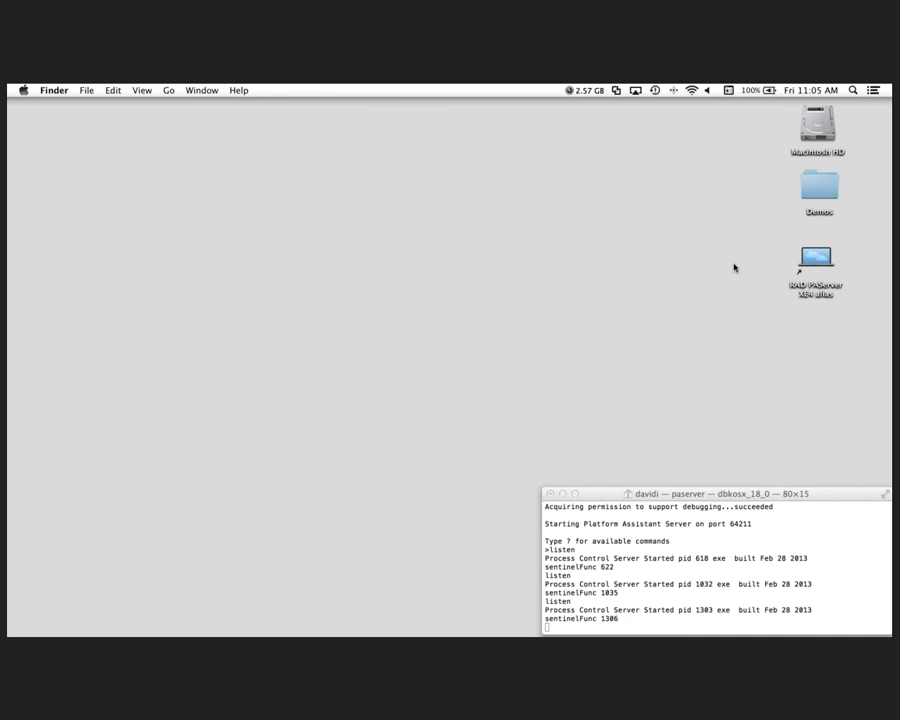 Finder File Edit View Go Window Help 2.57 GB 100% Fri 11:05 AM
Macintosh HD
Demos
RAD PAServer
XE4 alias
davidi — paserver — dbkosx_18_0 — 80×15
Acquiring permission to support debugging...succeeded
Starting Platform Assistant Server on port 64211
Type ? for available commands
>listen
Process Control Server Started pid 618 exe  built Feb 28 2013
sentinelFunc 622
listen
Process Control Server Started pid 1032 exe  built Feb 28 2013
sentinelFunc 1035
listen
Process Control Server Started pid 1303 exe  built Feb 28 2013
sentinelFunc 1306